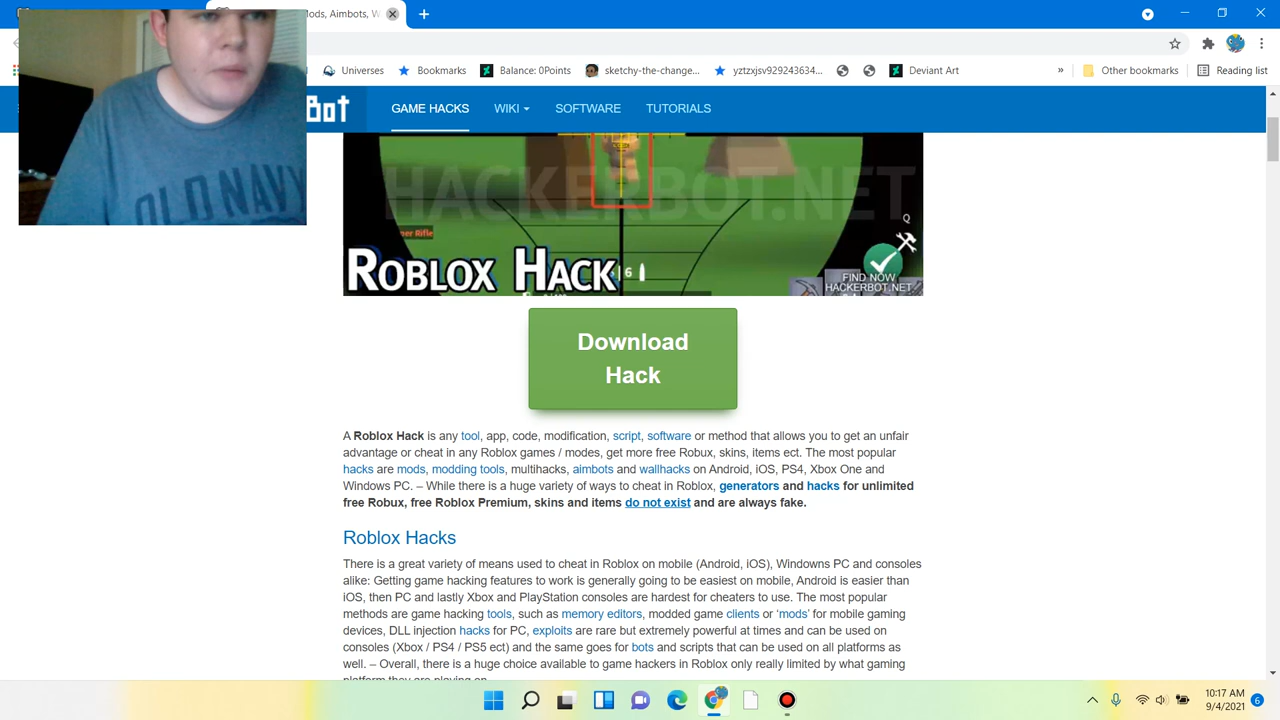 Mods, Aimbots, W
Universes Bookmarks Balance: 0Points sketchy-the-change... yztzxjsv929243634... Deviant Art » Other bookmarks Reading list
Bot GAME HACKS WIKI SOFTWARE TUTORIALS
OLD NAVY
HACKERBOT.NET
Q
per Rifle
ROBLOX HACK 6
FIND NOW
HACKERBOT.NET
Download
Hack
A Roblox Hack is any tool, app, code, modification, script, software or method that allows you to get an unfair
advantage or cheat in any Roblox games / modes, get more free Robux, skins, items ect. The most popular
hacks are mods, modding tools, multihacks, aimbots and wallhacks on Android, iOS, PS4, Xbox One and
Windows PC. – While there is a huge variety of ways to cheat in Roblox, generators and hacks for unlimited
free Robux, free Roblox Premium, skins and items do not exist and are always fake.
Roblox Hacks
There is a great variety of means used to cheat in Roblox on mobile (Android, iOS), Windowns PC and consoles
alike: Getting game hacking features to work is generally going to be easiest on mobile, Android is easier than
iOS, then PC and lastly Xbox and PlayStation consoles are hardest for cheaters to use. The most popular
methods are game hacking tools, such as memory editors, modded game clients or ‘mods’ for mobile gaming
devices, DLL injection hacks for PC, exploits are rare but extremely powerful at times and can be used on
consoles (Xbox / PS4 / PS5 ect) and the same goes for bots and scripts that can be used on all platforms as
well. – Overall, there is a huge choice available to game hackers in Roblox only really limited by what gaming
platform they are playing on.
10:17 AM
9/4/2021 6